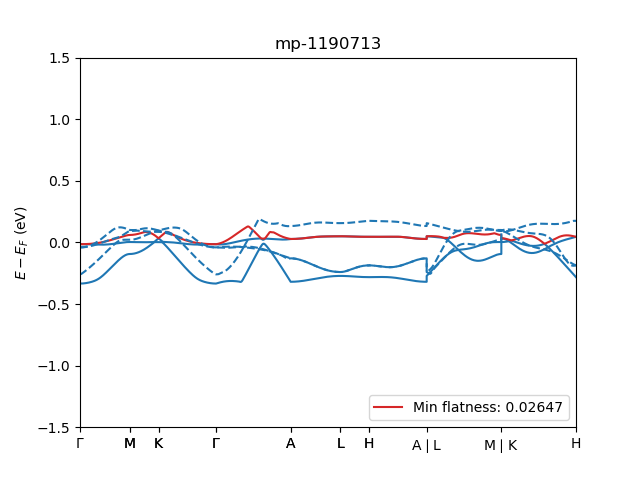 mp-1190713
1.5
1.0
0.5
0.0
−0.5
−1.0
−1.5
E − E_F (eV)
Min flatness: 0.02647
Γ M K Γ A L H A | L M | K H